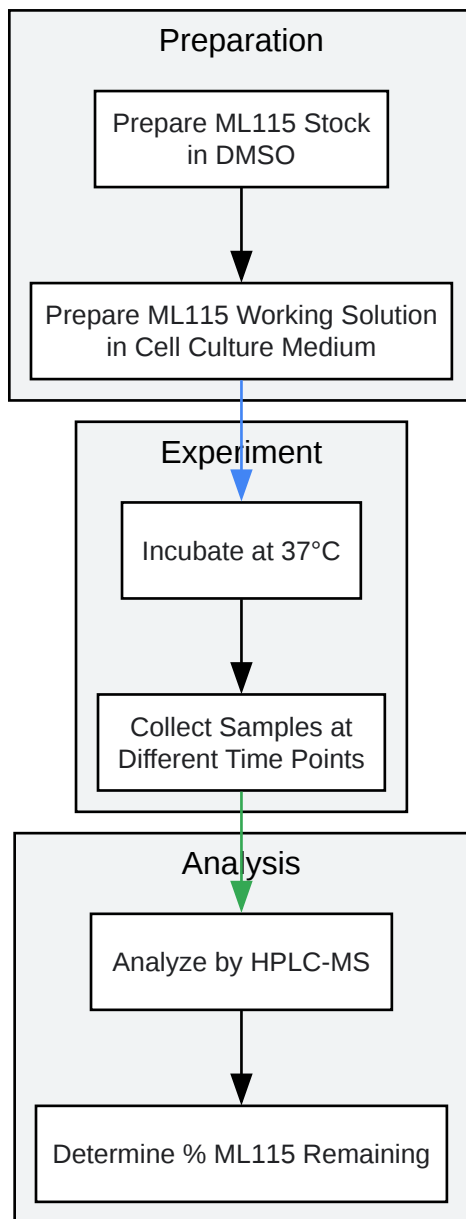 Preparation
Prepare ML115 Stock
in DMSO
Prepare ML115 Working Solution
in Cell Culture Medium
Experiment
Incubate at 37°C
Collect Samples at
Different Time Points
Analysis
Analyze by HPLC-MS
Determine % ML115 Remaining